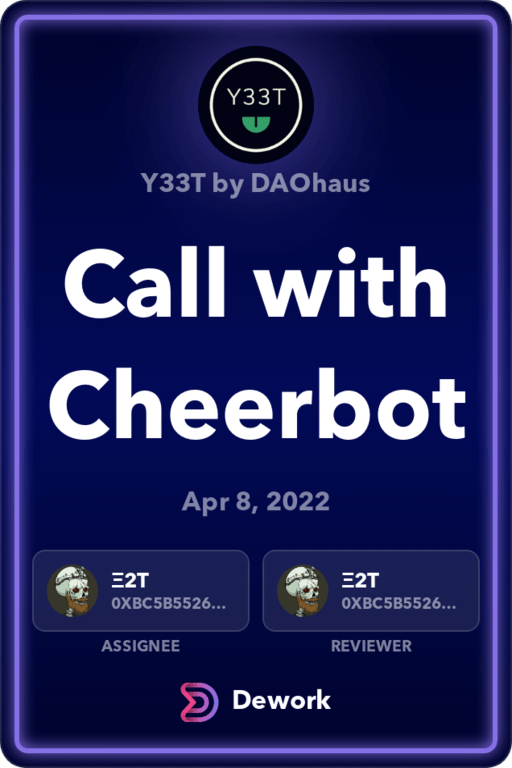 Y33T
Y33T by DAOhaus
Call with
Cheerbot
Apr 8, 2022
Ξ2T
0XBC5B5526...
ASSIGNEE
Ξ2T
0XBC5B5526...
REVIEWER
Dework